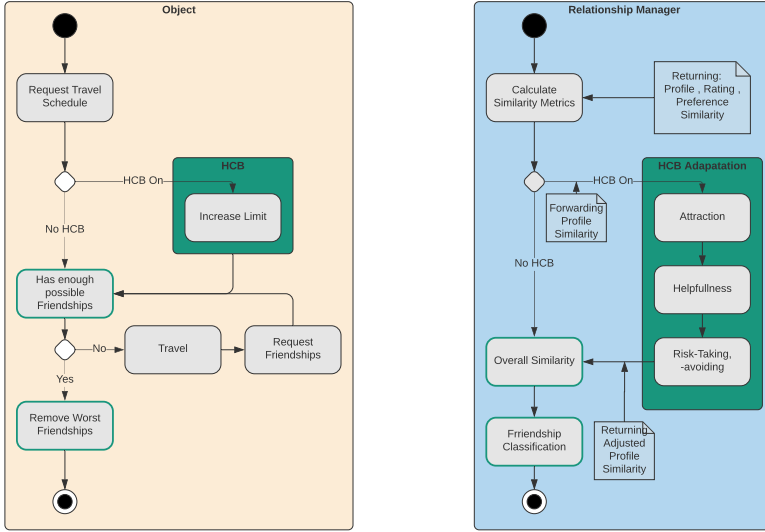 Object
Request Travel
Schedule
HCB On
HCB
Increase Limit
No HCB
Has enough
possible
Friendships
No
Travel
Request
Friendships
Yes
Remove Worst
Friendships
Relationship Manager
Calculate
Similarity Metrics
Returning:
Profile , Rating ,
Preference
Similarity
HCB On
HCB Adapatation
Forwarding
Profile
Similarity
Attraction
No HCB
Helpfullness
Overall Similarity
Risk-Taking,
-avoiding
Frriendship
Classification
Returning
Adjusted
Profile
Similarity